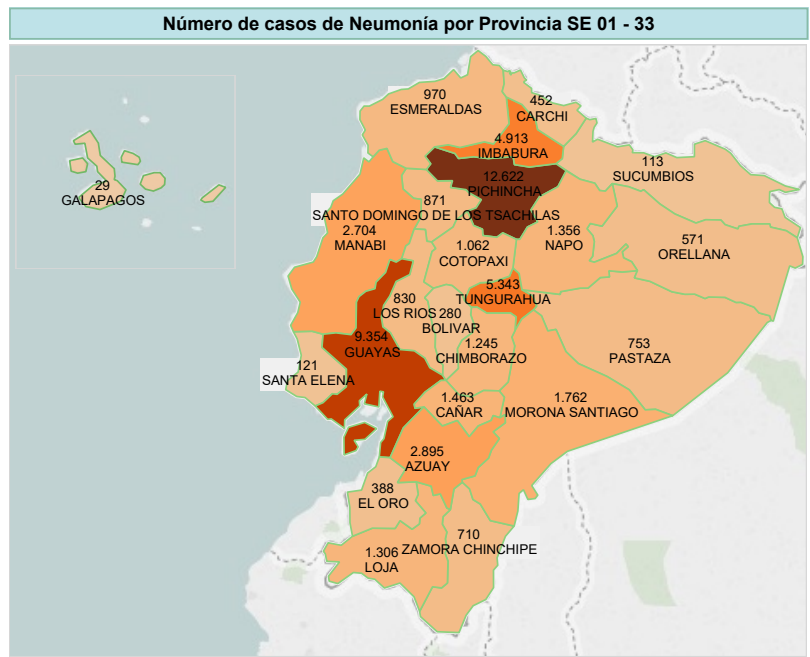 Número de casos de Neumonía por Provincia SE 01 - 33
970
ESMERALDAS
452
CARCHI
4.913
IMBABURA
113
SUCUMBIOS
12.622
PICHINCHA
29
GALAPAGOS
871
SANTO DOMINGO DE LOS TSACHILAS
2.704
MANABI
1.356
NAPO
571
ORELLANA
1.062
COTOPAXI
5.343
TUNGURAHUA
830
LOS RIOS
280
BOLIVAR
9.354
GUAYAS
1.245
CHIMBORAZO
753
PASTAZA
121
SANTA ELENA
1.463
CAÑAR
1.762
MORONA SANTIAGO
2.895
AZUAY
388
EL ORO
710
ZAMORA CHINCHIPE
1.306
LOJA